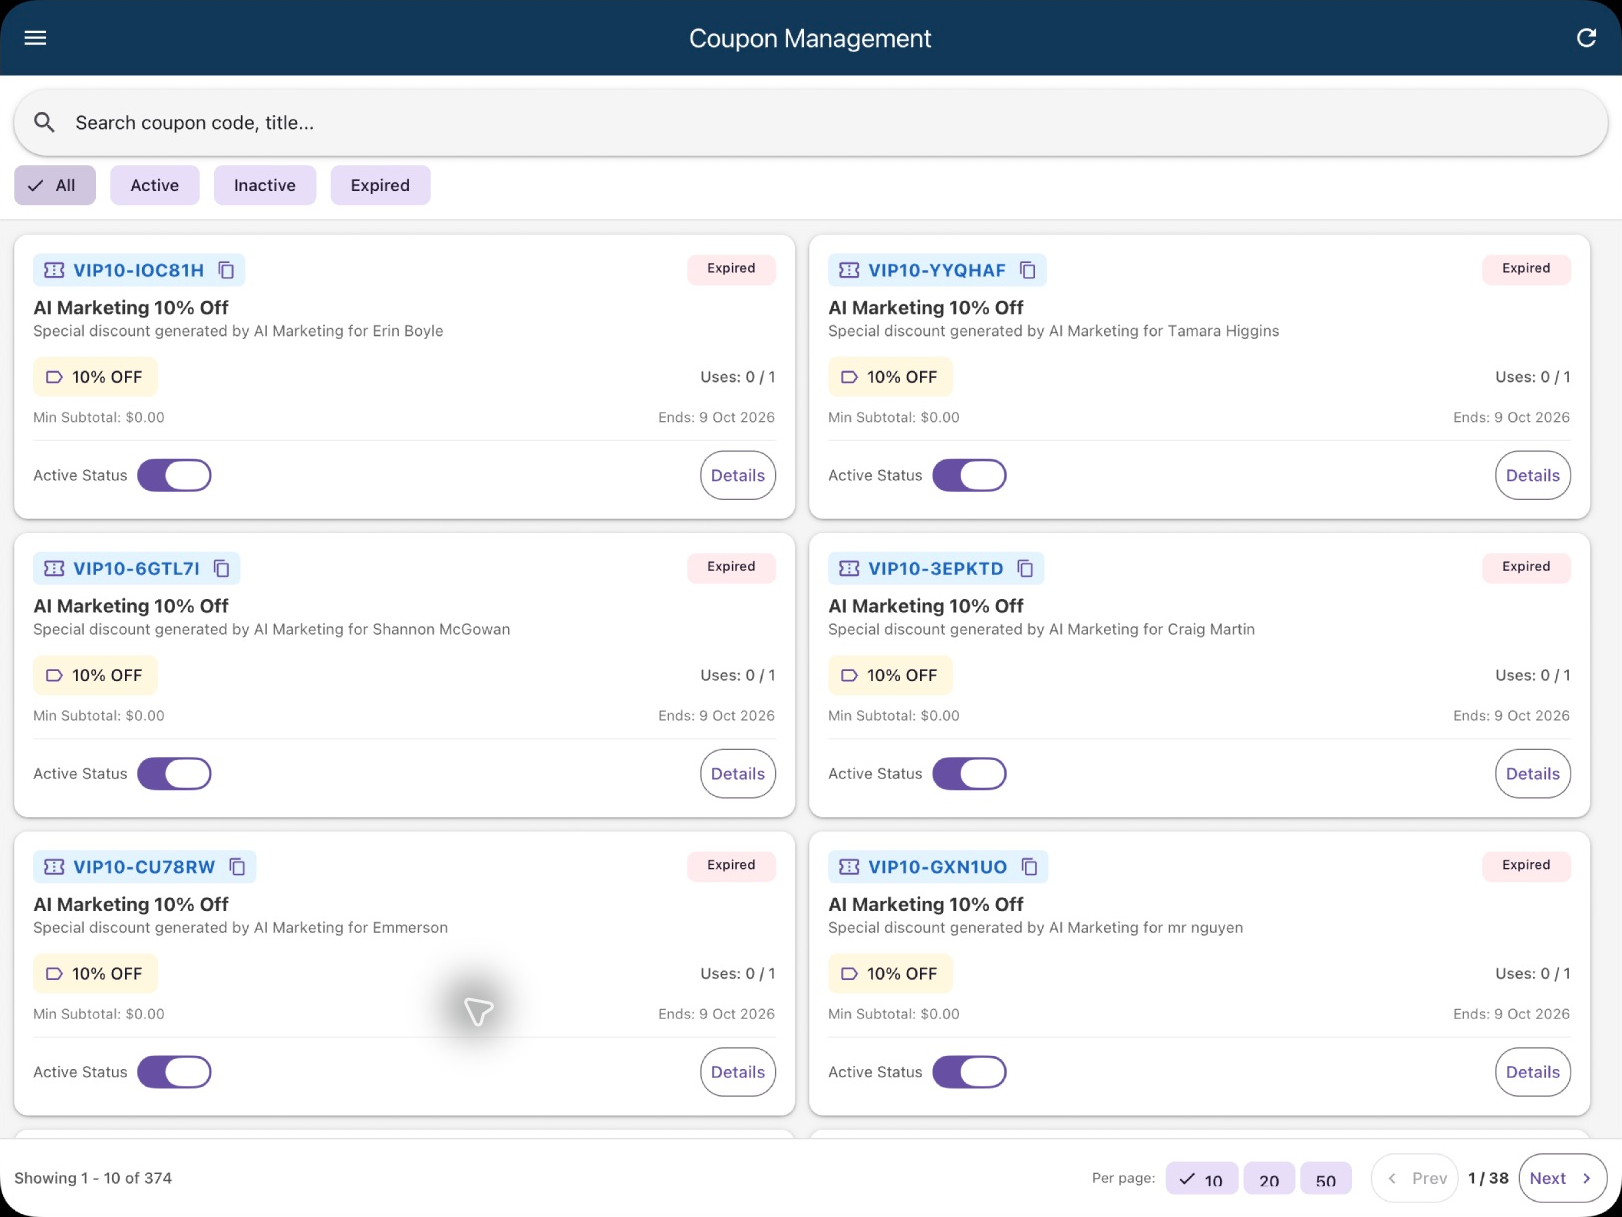 Coupon Management
Search coupon code, title...
All
Active
Inactive
Expired
VIP10-IOC81H
Expired
AI Marketing 10% Off
Special discount generated by AI Marketing for Erin Boyle
10% OFF
Uses: 0 / 1
Min Subtotal: $0.00
Ends: 9 Oct 2026
Active Status
Details
VIP10-YYQHAF
Expired
AI Marketing 10% Off
Special discount generated by AI Marketing for Tamara Higgins
10% OFF
Uses: 0 / 1
Min Subtotal: $0.00
Ends: 9 Oct 2026
Active Status
Details
VIP10-6GTL7I
Expired
AI Marketing 10% Off
Special discount generated by AI Marketing for Shannon McGowan
10% OFF
Uses: 0 / 1
Min Subtotal: $0.00
Ends: 9 Oct 2026
Active Status
Details
VIP10-3EPKTD
Expired
AI Marketing 10% Off
Special discount generated by AI Marketing for Craig Martin
10% OFF
Uses: 0 / 1
Min Subtotal: $0.00
Ends: 9 Oct 2026
Active Status
Details
VIP10-CU78RW
Expired
AI Marketing 10% Off
Special discount generated by AI Marketing for Emmerson
10% OFF
Uses: 0 / 1
Min Subtotal: $0.00
Ends: 9 Oct 2026
Active Status
Details
VIP10-GXN1UO
Expired
AI Marketing 10% Off
Special discount generated by AI Marketing for mr nguyen
10% OFF
Uses: 0 / 1
Min Subtotal: $0.00
Ends: 9 Oct 2026
Active Status
Details
Showing 1 - 10 of 374
Per page:
10
20
50
Prev
1 / 38
Next